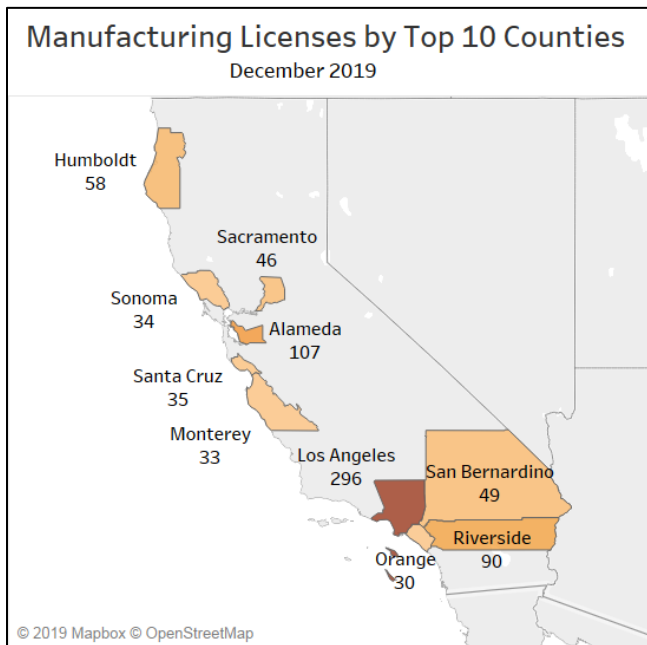 Manufacturing Licenses by Top 10 Counties
December 2019
Humboldt
58
Sacramento
46
Sonoma
34
Alameda
107
Santa Cruz
35
Monterey
33
Los Angeles
296
San Bernardino
49
Riverside
90
Orange
30
© 2019 Mapbox © OpenStreetMap